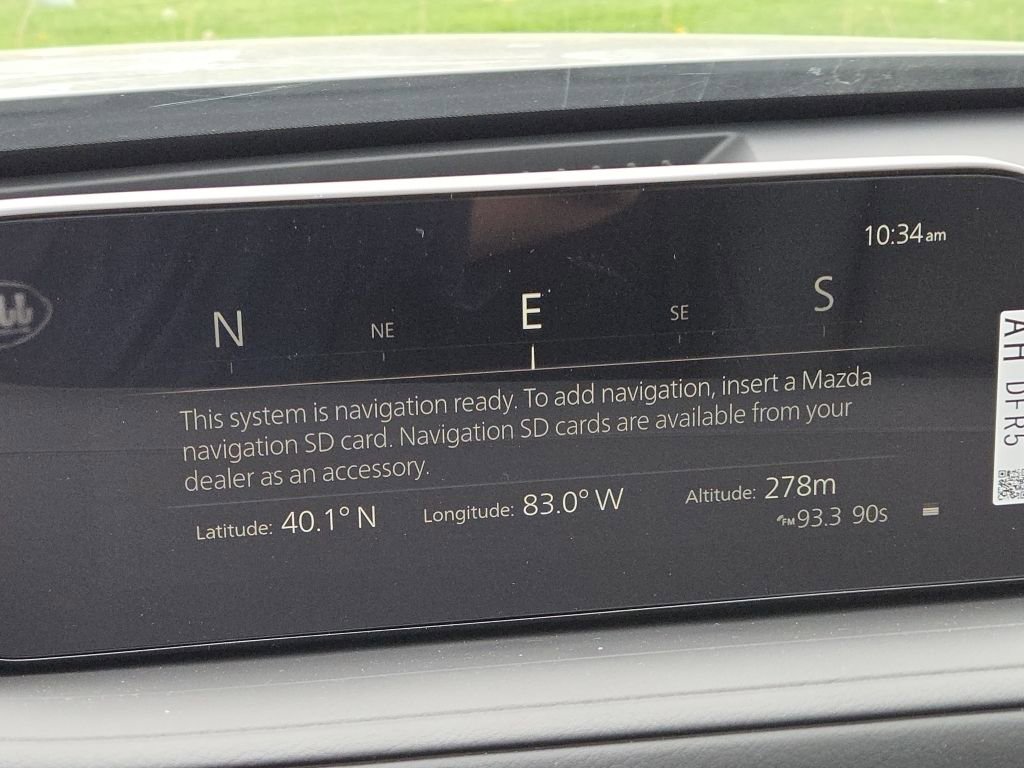 10:34am
N NE E SE S
This system is navigation ready. To add navigation, insert a Mazda
navigation SD card. Navigation SD cards are available from your
dealer as an accessory.
Latitude: 40.1° N Longitude: 83.0° W Altitude: 278m
FM 93.3 90s
AH DFR5